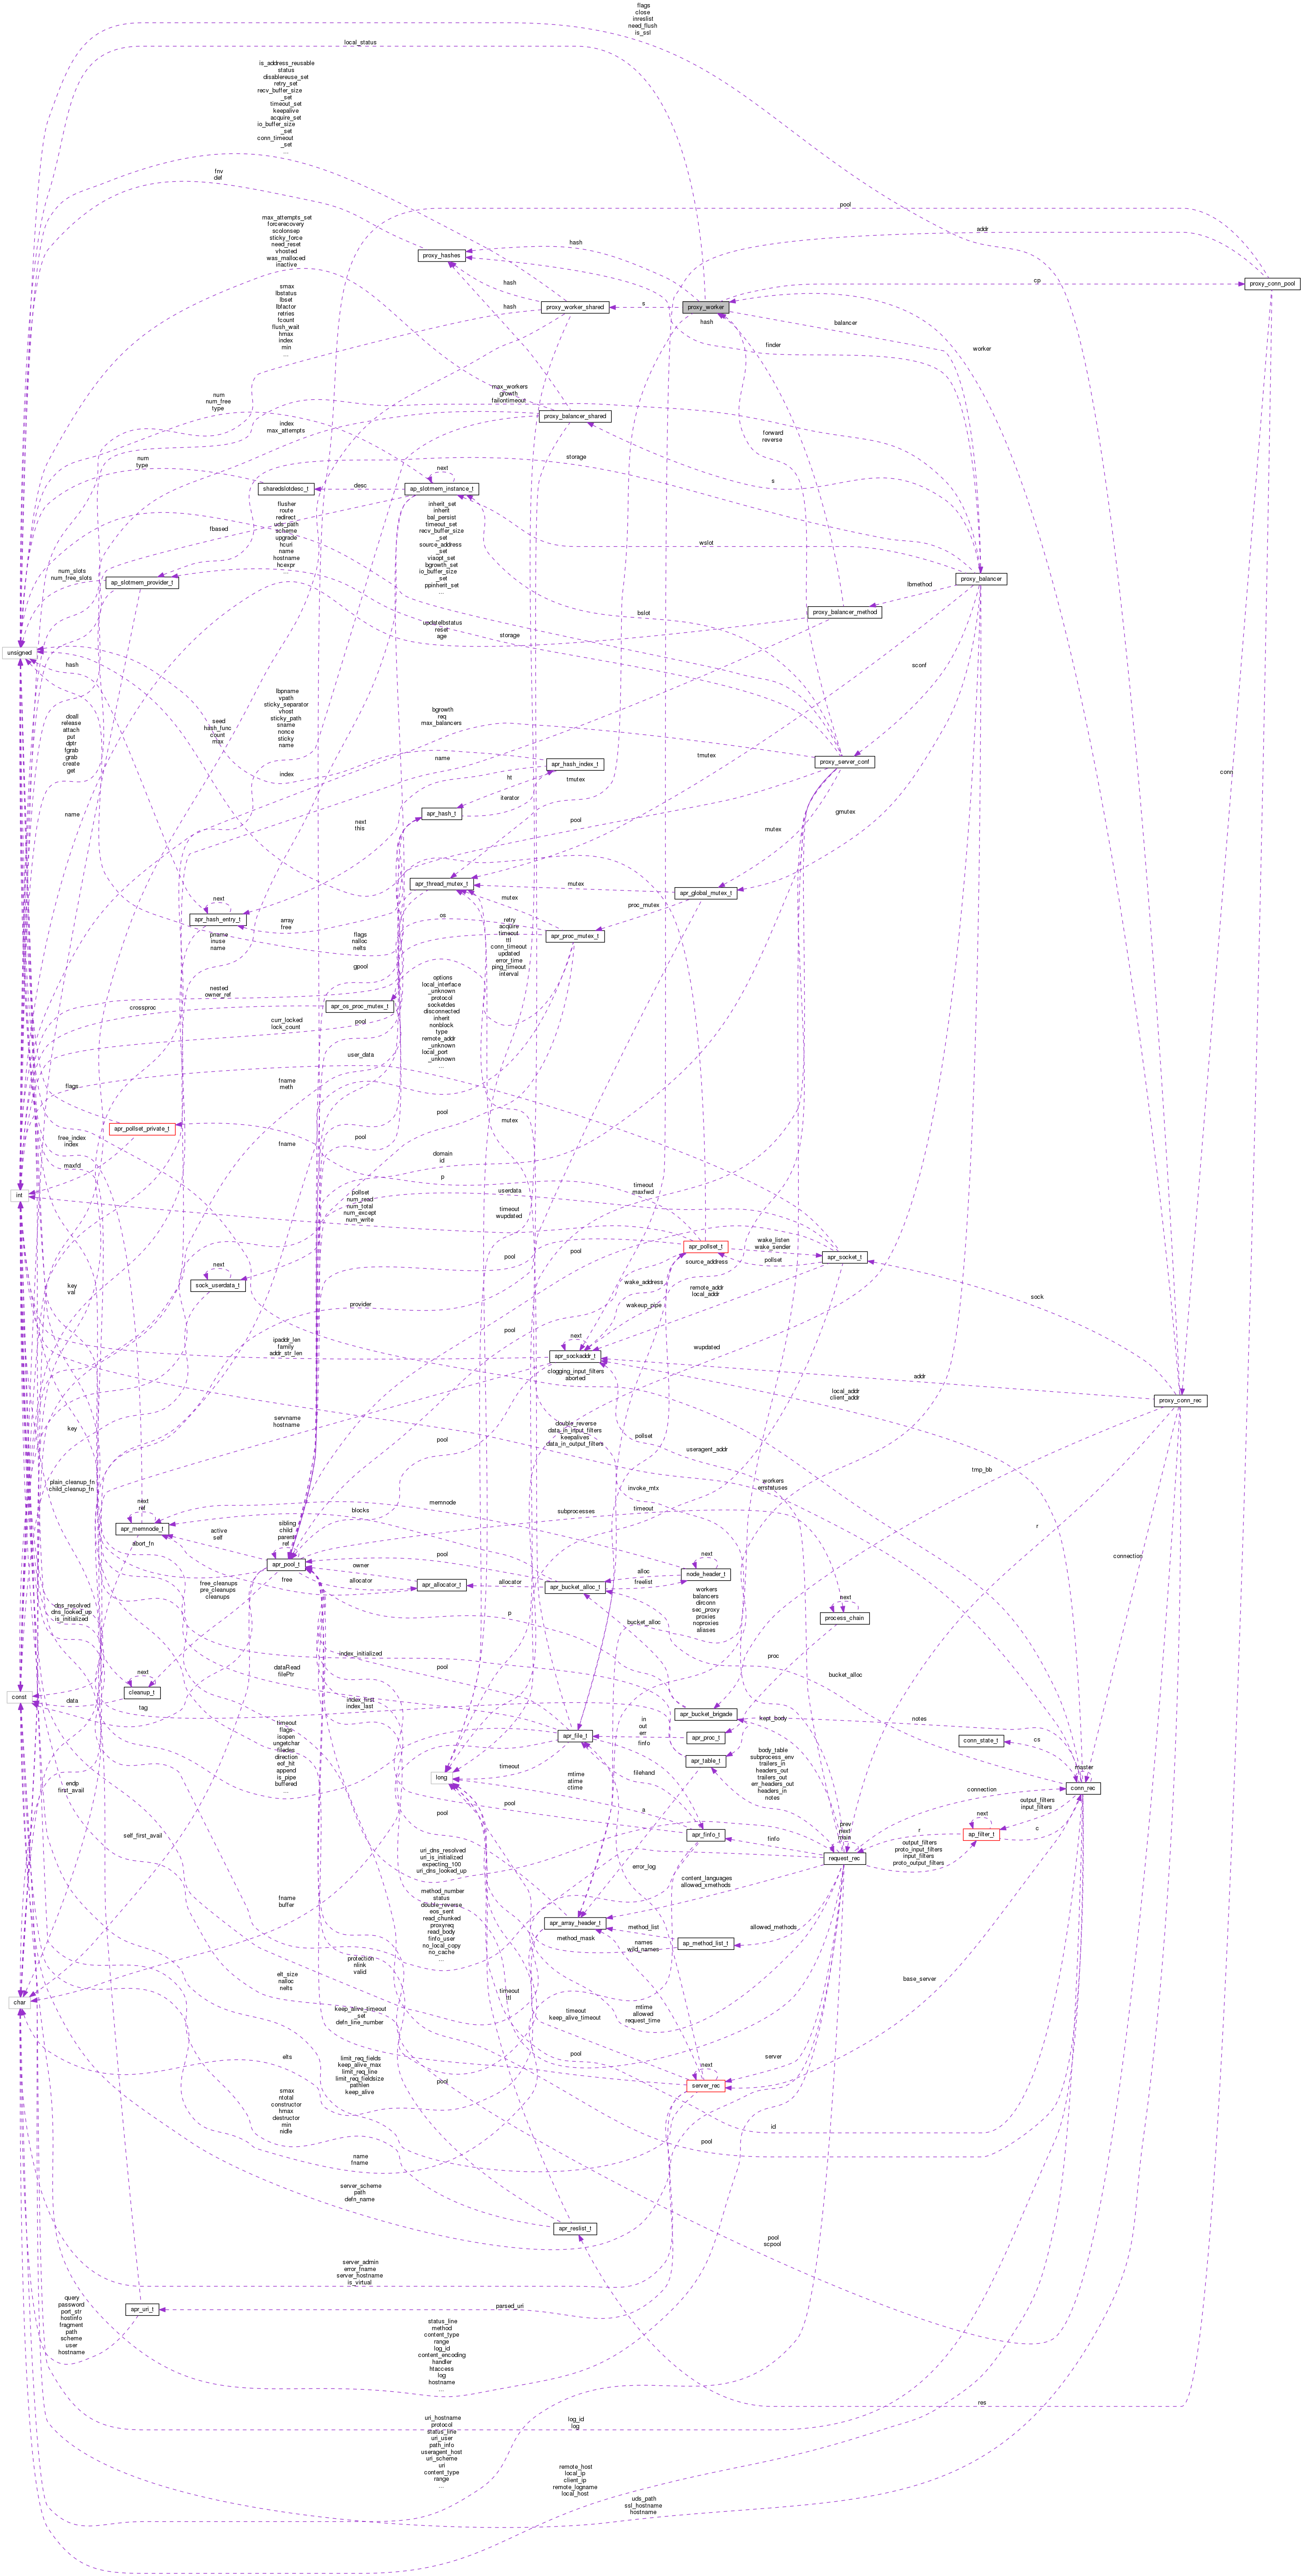 flags
close
inreslist
need_flush
is_ssl
local_status
is_address_reusable
status
disablereuse_set
retry_set
recv_buffer_size
_set
timeout_set
keepalive
acquire_set
io_buffer_size
_set
conn_timeout
_set
...
fnv
def
pool
addr
max_attempts_set
forcerecovery
scolonsep
sticky_force
need_reset
vhosted
was_malloced
inactive
hash
proxy_hashes
cp
proxy_conn_pool
hash
proxy_worker_shared
s
proxy_worker
smax
lbstatus
lbset
lbfactor
retries
fcount
flush_wait
hmax
index
min
...
hash
hash
balancer
finder
worker
num
num_free
type
max_workers
growth
failontimeout
index
max_attempts
proxy_balancer_shared
forward
reverse
num
type
storage
s
next
sharedslotdesc_t
desc
ap_slotmem_instance_t
flusher
route
redirect
uds_path
scheme
upgrade
hcuri
name
hostname
hcexpr
fbased
inherit_set
inherit
bal_persist
timeout_set
recv_buffer_size
_set
source_address
_set
viaopt_set
bgrowth_set
io_buffer_size
_set
ppinherit_set
...
wslot
num_slots
num_free_slots
ap_slotmem_provider_t
proxy_balancer
lbmethod
bslot
proxy_balancer_method
updatelbstatus
reset
age
storage
unsigned
hash
sconf
lbpname
vpath
sticky_separator
vhost
sticky_path
sname
nonce
sticky
name
doall
release
attach
put
dptr
fgrab
grab
create
get
seed
hash_func
count
max
bgrowth
req
max_balancers
name
tmutex
index
apr_hash_index_t
proxy_server_conf
ht
tmutex
iterator
apr_hash_t
name
next
this
pool
gmutex
mutex
apr_thread_mutex_t
mutex
apr_global_mutex_t
next
mutex
proc_mutex
apr_hash_entry_t
array
free
os
apr_proc_mutex_t
pname
inuse
name
flags
nalloc
nelts
retry
acquire
timeout
ttl
conn_timeout
updated
error_time
ping_timeout
interval
gpool
nested
owner_ref
options
local_interface
_unknown
protocol
socketdes
disconnected
inherit
nonblock
type
remote_addr
_unknown
local_port
_unknown
...
crossproc
apr_os_proc_mutex_t
curr_locked
lock_count
pool
user_data
flags
fname
meth
conn
apr_pollset_private_t
pool
mutex
free_index
index
fname
pool
domain
id
maxfd
p
int
pollset
num_read
num_total
num_except
num_write
userdata
timeout
maxfwd
timeout
wupdated
apr_pollset_t
wake_listen
wake_sender
apr_socket_t
pool
pool
source_address
pollset
next
sock_userdata_t
wake_address
remote_addr
local_addr
key
val
provider
wakeup_pipe
sock
pool
next
ipaddr_len
family
addr_str_len
wupdated
apr_sockaddr_t
clogging_input_filters
aborted
addr
local_addr
client_addr
proxy_conn_rec
servname
hostname
double_reverse
data_in_input_filters
keepalives
data_in_output_filters
key
pool
pollset
useragent_addr
tmp_bb
plain_cleanup_fn
child_cleanup_fn
invoke_mtx
workers
errstatuses
next
ref
blocks
memnode
subprocesses
timeout
apr_memnode_t
active
self
sibling
child
parent
ref
r
abort_fn
pool
next
connection
apr_pool_t
owner
alloc
node_header_t
allocator
apr_allocator_t
allocator
apr_bucket_alloc_t
freelist
free_cleanups
pre_cleanups
cleanups
free
workers
balancers
dirconn
sec_proxy
proxies
noproxies
aliases
next
process_chain
dns_resolved
dns_looked_up
is_initialized
p
bucket_alloc
index_initialized
proc
bucket_alloc
next
dataRead
filePtr
pool
const
data
cleanup_t
index_first
index_last
tag
apr_bucket_brigade
kept_body
notes
timeout
flags
isopen
ungetchar
filedes
direction
eof_hit
append
is_pipe
buffered
in
out
err
apr_file_t
apr_proc_t
cs
conn_state_t
finfo
body_table
subprocess_env
trailers_in
headers_out
trailers_out
err_headers_out
headers_in
notes
apr_table_t
timeout
filehand
master
long
endp
first_avail
mtime
atime
ctime
connection
conn_rec
output_filters
input_filters
pool
a
next
prev
next
main
pool
self_first_avail
apr_finfo_t
finfo
r
ap_filter_t
c
request_rec
output_filters
proto_input_filters
input_filters
proto_output_filters
uri_dns_resolved
uri_is_initialized
expecting_100
uri_dns_looked_up
error_log
content_languages
allowed_xmethods
fname
buffer
method_number
status
double_reverse
eos_sent
read_chunked
proxyreq
read_body
finfo_user
no_local_copy
no_cache
...
apr_array_header_t
method_list
allowed_methods
method_mask
names
wild_names
ap_method_list_t
protection
nlink
valid
elt_size
nalloc
nelts
base_server
char
timeout
ttl
keep_alive_timeout
_set
defn_line_number
timeout
keep_alive_timeout
mtime
allowed
request_time
elts
pool
server
limit_req_fields
keep_alive_max
limit_req_line
limit_req_fieldsize
pathlen
keep_alive
next
pool
server_rec
smax
ntotal
constructor
hmax
destructor
min
nidle
id
pool
name
fname
server_scheme
path
defn_name
apr_reslist_t
pool
scpool
server_admin
error_fname
server_hostname
is_virtual
query
password
port_str
hostinfo
fragment
path
scheme
user
hostname
apr_uri_t
parsed_uri
status_line
method
content_type
range
log_id
content_encoding
handler
htaccess
log
hostname
...
res
uri_hostname
protocol
status_line
uri_user
path_info
useragent_host
uri_scheme
uri
content_type
range
...
log_id
log
remote_host
local_ip
client_ip
remote_logname
local_host
uds_path
ssl_hostname
hostname